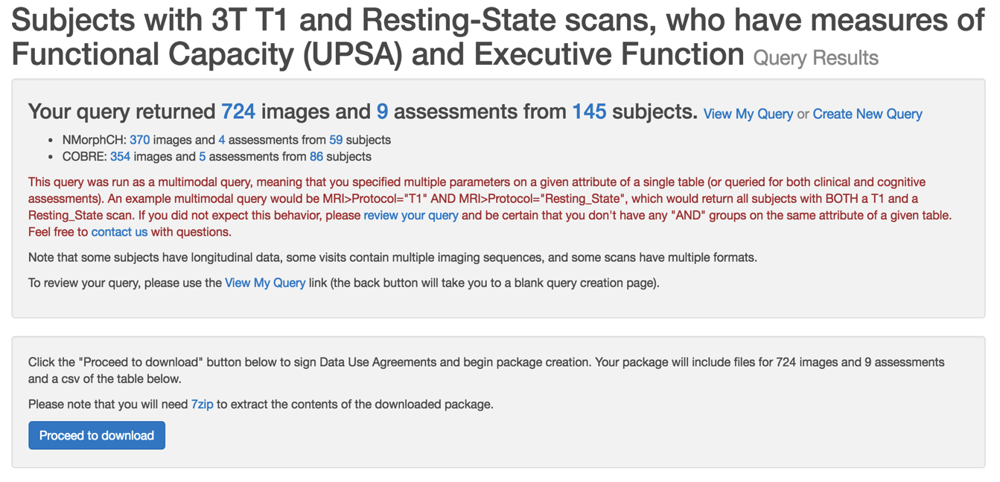 Subjects with 3T T1 and Resting-State scans, who have measures of
Functional Capacity (UPSA) and Executive Function Query Results
Your query returned 724 images and 9 assessments from 145 subjects. View My Query or Create New Query
• NMorphCH: 370 images and 4 assessments from 59 subjects
• COBRE: 354 images and 5 assessments from 86 subjects
This query was run as a multimodal query, meaning that you specified multiple parameters on a given attribute of a single table (or queried for both clinical and cognitive
assessments). An example multimodal query would be MRI>Protocol="T1" AND MRI>Protocol="Resting_State", which would return all subjects with BOTH a T1 and a
Resting_State scan. If you did not expect this behavior, please review your query and be certain that you don't have any "AND" groups on the same attribute of a given table.
Feel free to contact us with questions.
Note that some subjects have longitudinal data, some visits contain multiple imaging sequences, and some scans have multiple formats.
To review your query, please use the View My Query link (the back button will take you to a blank query creation page).
Click the "Proceed to download" button below to sign Data Use Agreements and begin package creation. Your package will include files for 724 images and 9 assessments
and a csv of the table below.
Please note that you will need 7zip to extract the contents of the downloaded package.
Proceed to download